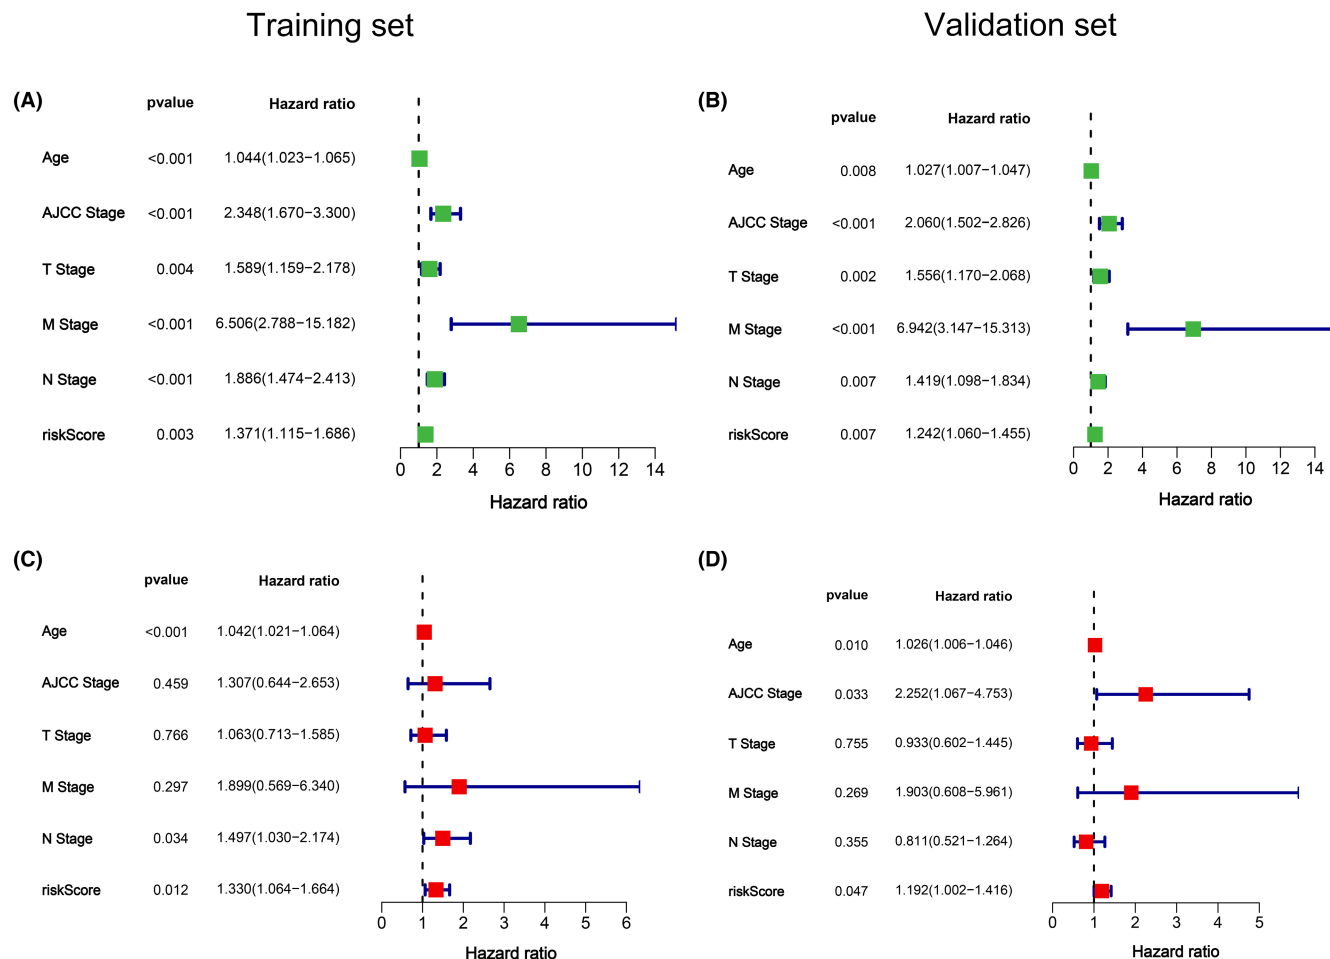 Training set
Validation set
(A)
pvalue Hazard ratio
Age <0.001 1.044(1.023−1.065)
AJCC Stage <0.001 2.348(1.670−3.300)
T Stage 0.004 1.589(1.159−2.178)
M Stage <0.001 6.506(2.788−15.182)
N Stage <0.001 1.886(1.474−2.413)
riskScore 0.003 1.371(1.115−1.686)
0 2 4 6 8 10 12 14
Hazard ratio
(B)
pvalue Hazard ratio
Age 0.008 1.027(1.007−1.047)
AJCC Stage <0.001 2.060(1.502−2.826)
T Stage 0.002 1.556(1.170−2.068)
M Stage <0.001 6.942(3.147−15.313)
N Stage 0.007 1.419(1.098−1.834)
riskScore 0.007 1.242(1.060−1.455)
0 2 4 6 8 10 12 14
Hazard ratio
(C)
pvalue Hazard ratio
Age <0.001 1.042(1.021−1.064)
AJCC Stage 0.459 1.307(0.644−2.653)
T Stage 0.766 1.063(0.713−1.585)
M Stage 0.297 1.899(0.569−6.340)
N Stage 0.034 1.497(1.030−2.174)
riskScore 0.012 1.330(1.064−1.664)
0 1 2 3 4 5 6
Hazard ratio
(D)
pvalue Hazard ratio
Age 0.010 1.026(1.006−1.046)
AJCC Stage 0.033 2.252(1.067−4.753)
T Stage 0.755 0.933(0.602−1.445)
M Stage 0.269 1.903(0.608−5.961)
N Stage 0.355 0.811(0.521−1.264)
riskScore 0.047 1.192(1.002−1.416)
0 1 2 3 4 5
Hazard ratio